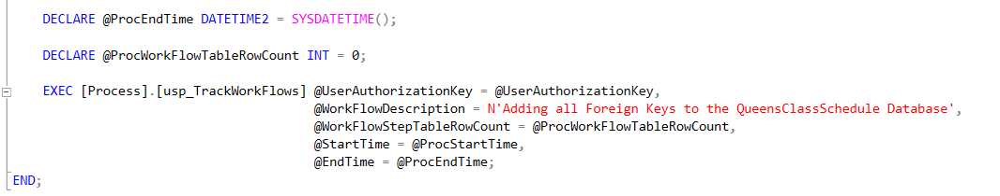 DECLARE @ProcEndTime DATETIME2 = SYSDATETIME();
DECLARE @ProcWorkFlowTableRowCount INT = 0;
EXEC [Process].[usp_TrackWorkFlows] @UserAuthorizationKey = @UserAuthorizationKey,
@WorkFlowDescription = N'Adding all Foreign Keys to the QueensClassSchedule Database',
@WorkFlowStepTableRowCount = @ProcWorkFlowTableRowCount,
@StartTime = @ProcStartTime,
@EndTime = @ProcEndTime;
END;